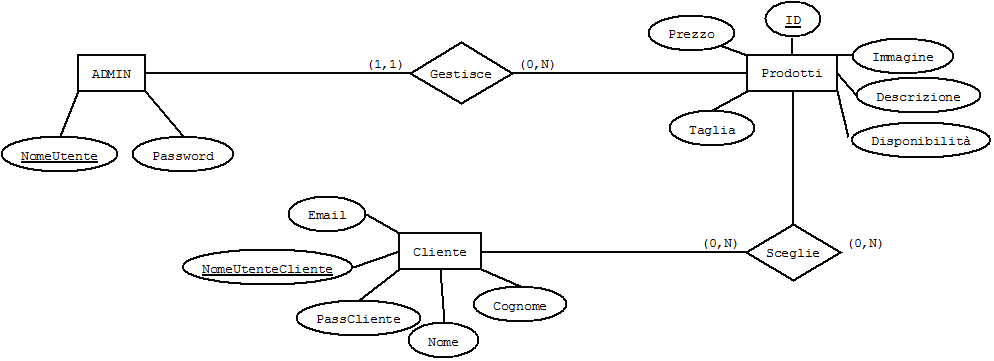 ID
Prezzo
Immagine
ADMIN
(1,1)
Gestisce
(0,N)
Prodotti
Descrizione
Taglia
Disponibilità
NomeUtente
Password
Email
(0,N)
Sceglie
(0,N)
Cliente
NomeUtenteCliente
Cognome
PassCliente
Nome